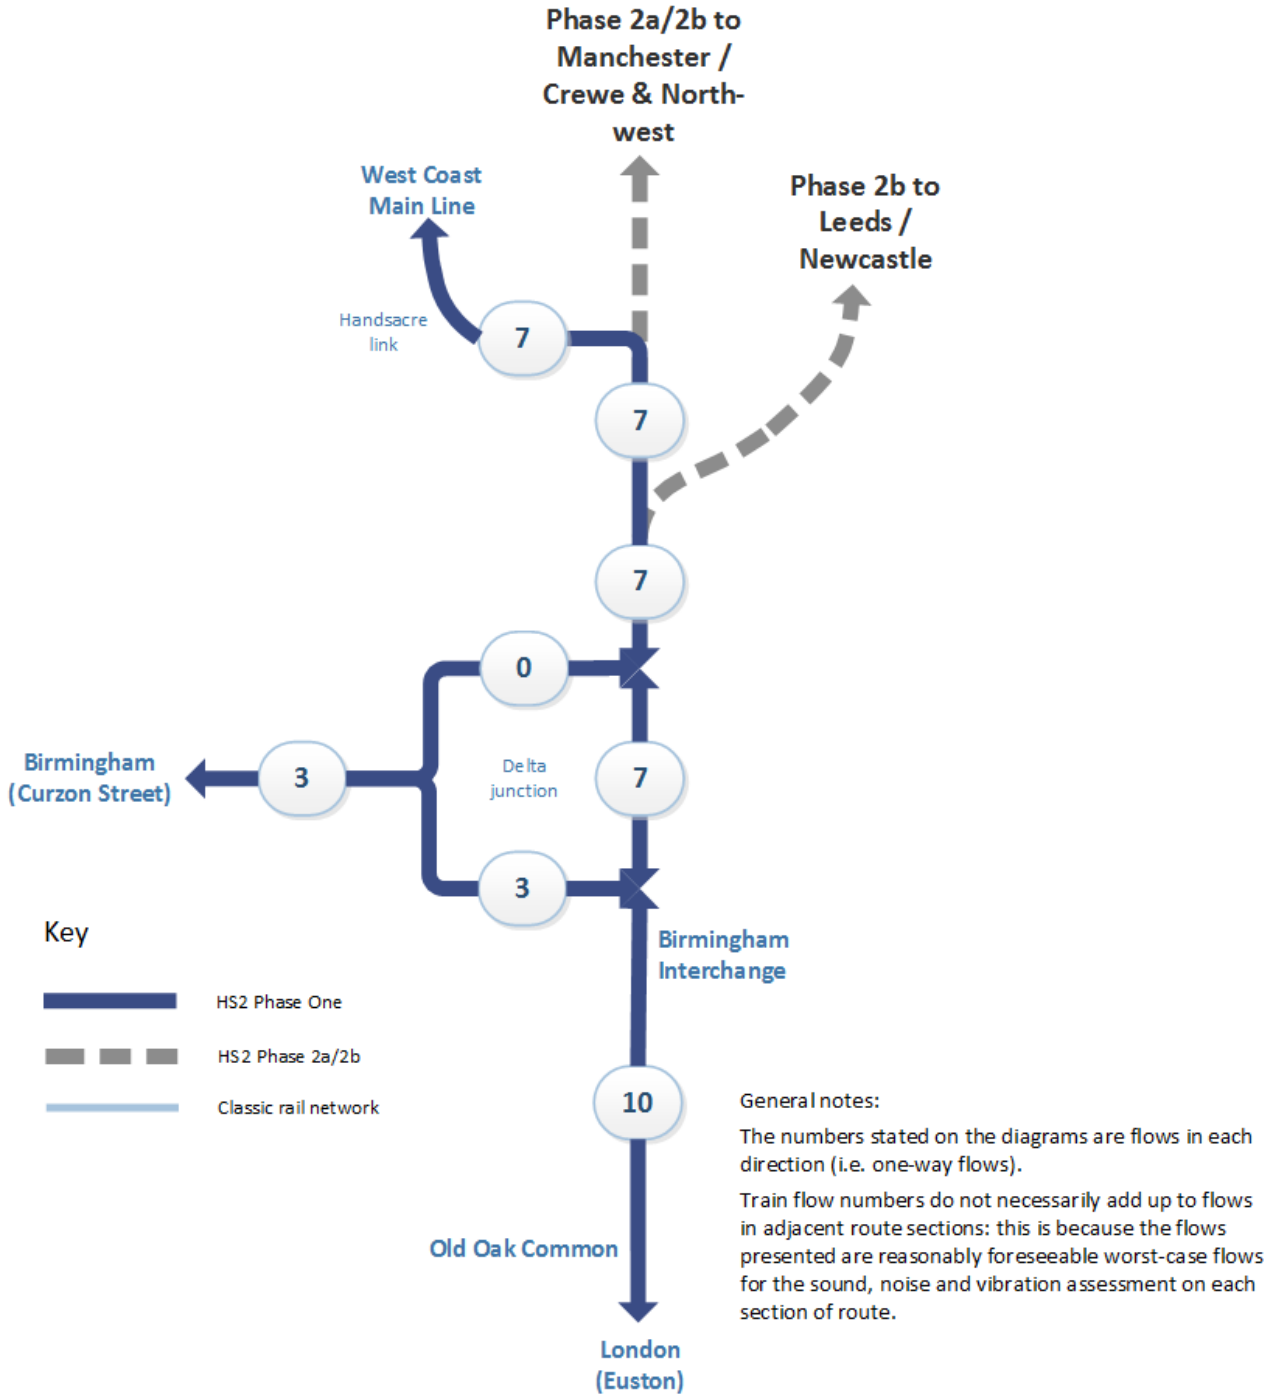 Phase 2a/2b to
Manchester /
Crewe & North-
west
West Coast
Main Line
Phase 2b to
Leeds /
Newcastle
Handsacre
link
7
7
7
0
Birmingham
(Curzon Street)
3
Delta
junction
7
3
Birmingham
Interchange
Key
HS2 Phase One
HS2 Phase 2a/2b
Classic rail network
10
General notes:
The numbers stated on the diagrams are flows in each
direction (i.e. one-way flows).
Train flow numbers do not necessarily add up to flows
in adjacent route sections: this is because the flows
presented are reasonably foreseeable worst-case flows
for the sound, noise and vibration assessment on each
section of route.
Old Oak Common
London
(Euston)